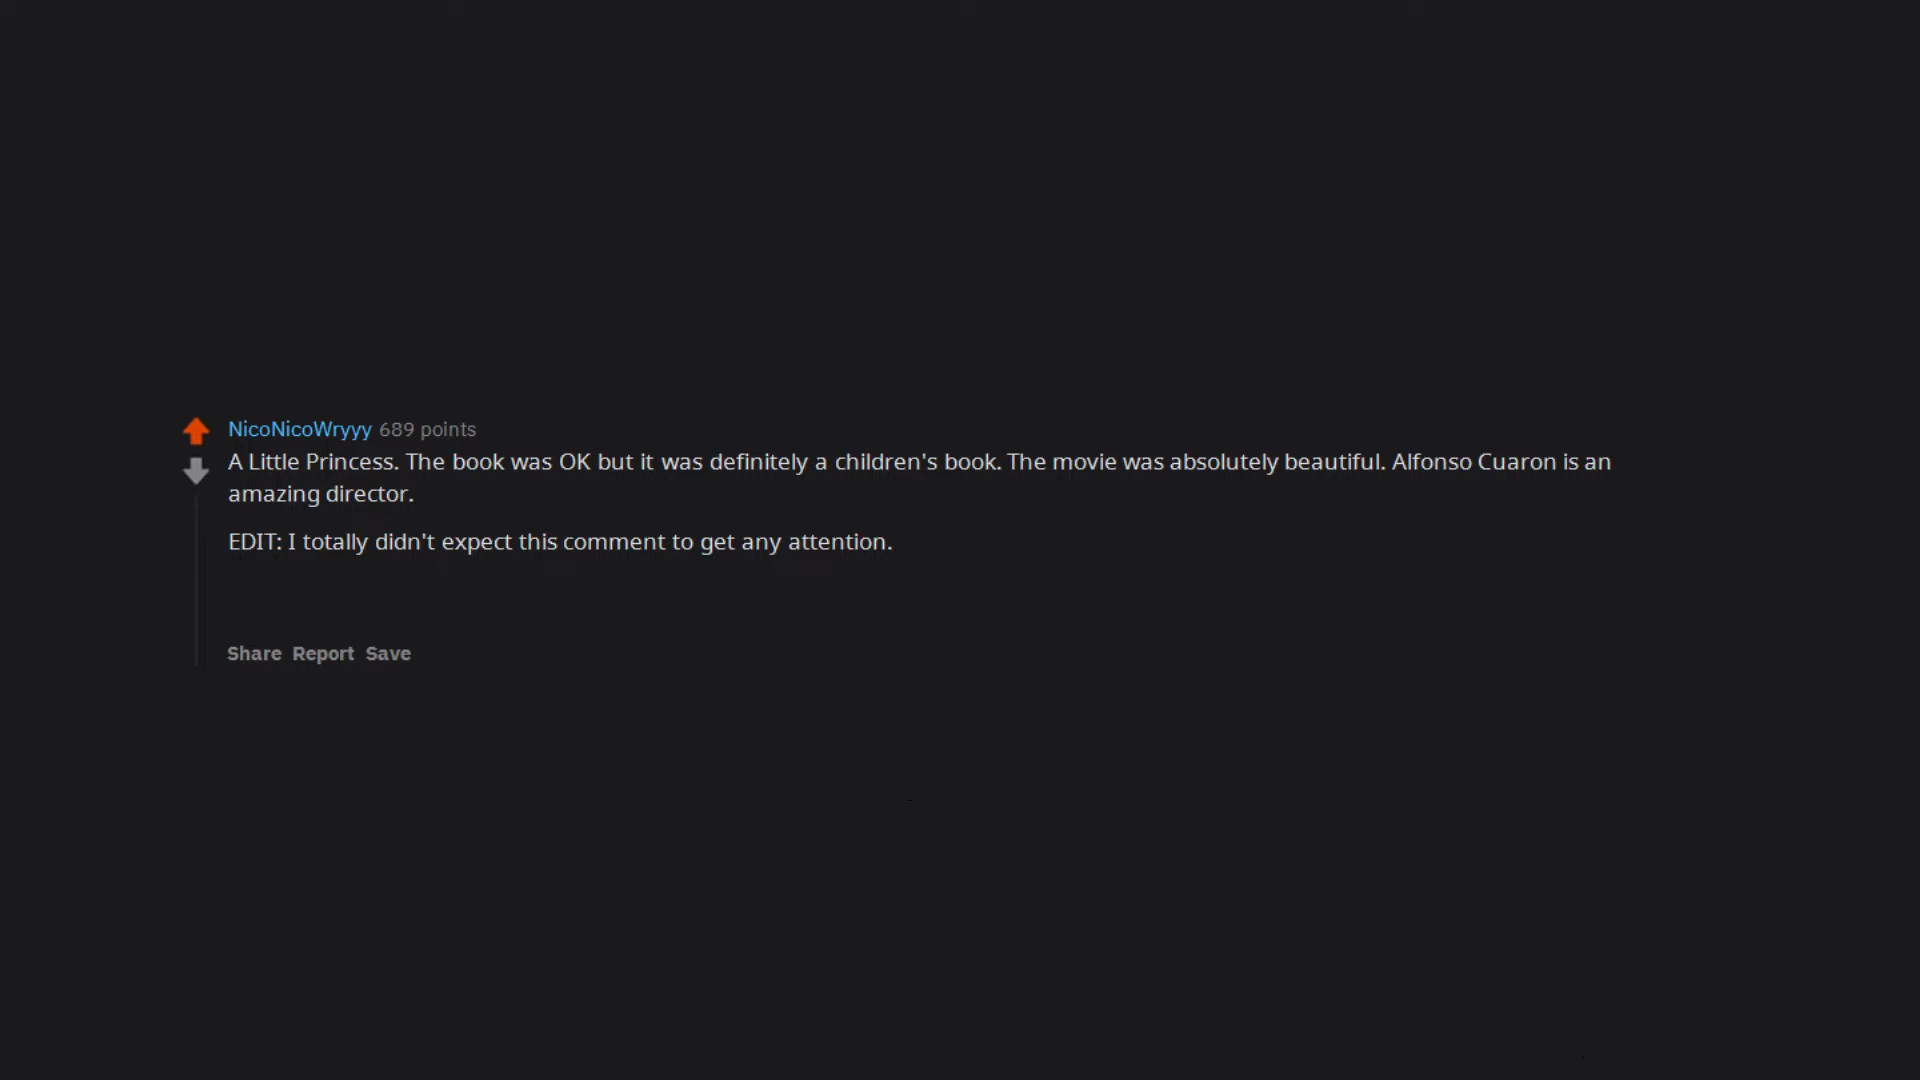 NicoNicoWryyy 689 points
A Little Princess. The book was OK but it was definitely a children's book. The movie was absolutely beautiful. Alfonso Cuaron is an
amazing director.
EDIT: I totally didn't expect this comment to get any attention.
Share Report Save